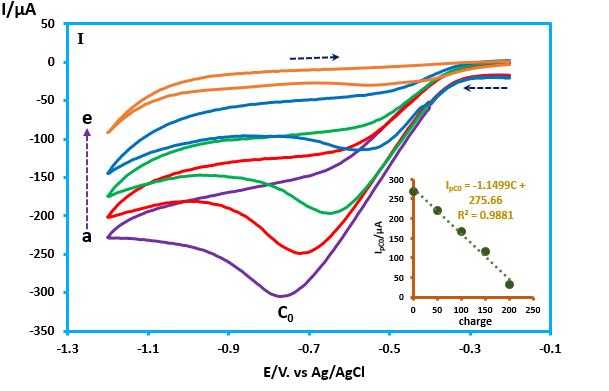 I/µA
I
50
0
-50
-100
-150
-200
-250
-300
-350
e
a
C0
-1.3 -1.1 -0.9 -0.7 -0.5 -0.3 -0.1
E/V. vs Ag/AgCl
IpC0 = -1.1499C +
275.66
R² = 0.9881
IpC0/µA
300
250
200
150
100
50
0
0 50 100 150 200 250
charge